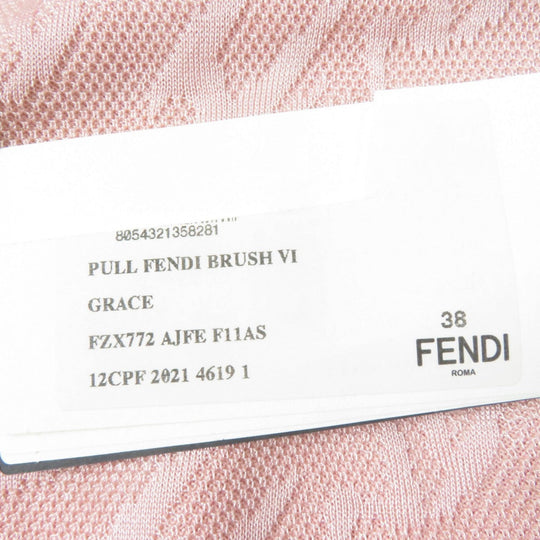 8054321358281
PULL FENDI BRUSH VI
GRACE
FZX772 AJFE F11AS
12CPF 2021 4619 1
38
FENDI
ROMA